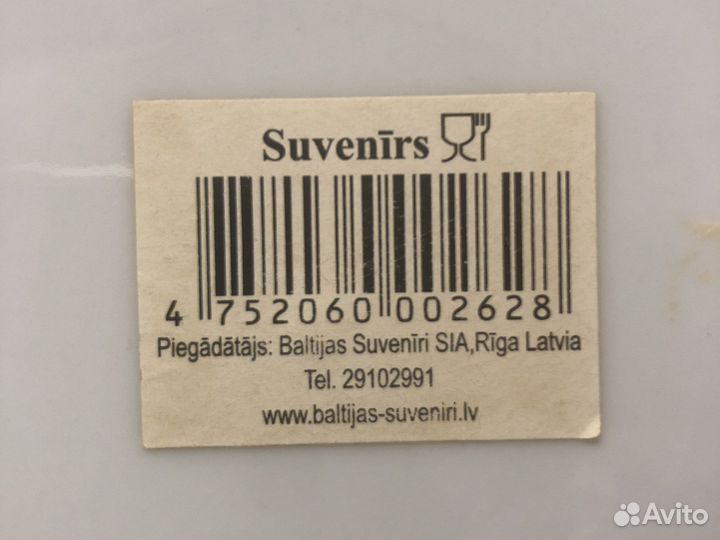 Suvenīrs
4 752060 002628
Piegādātājs: Baltijas Suvenīri SIA,Rīga Latvia
Tel. 29102991
www.baltijas-suveniri.lv
Avito